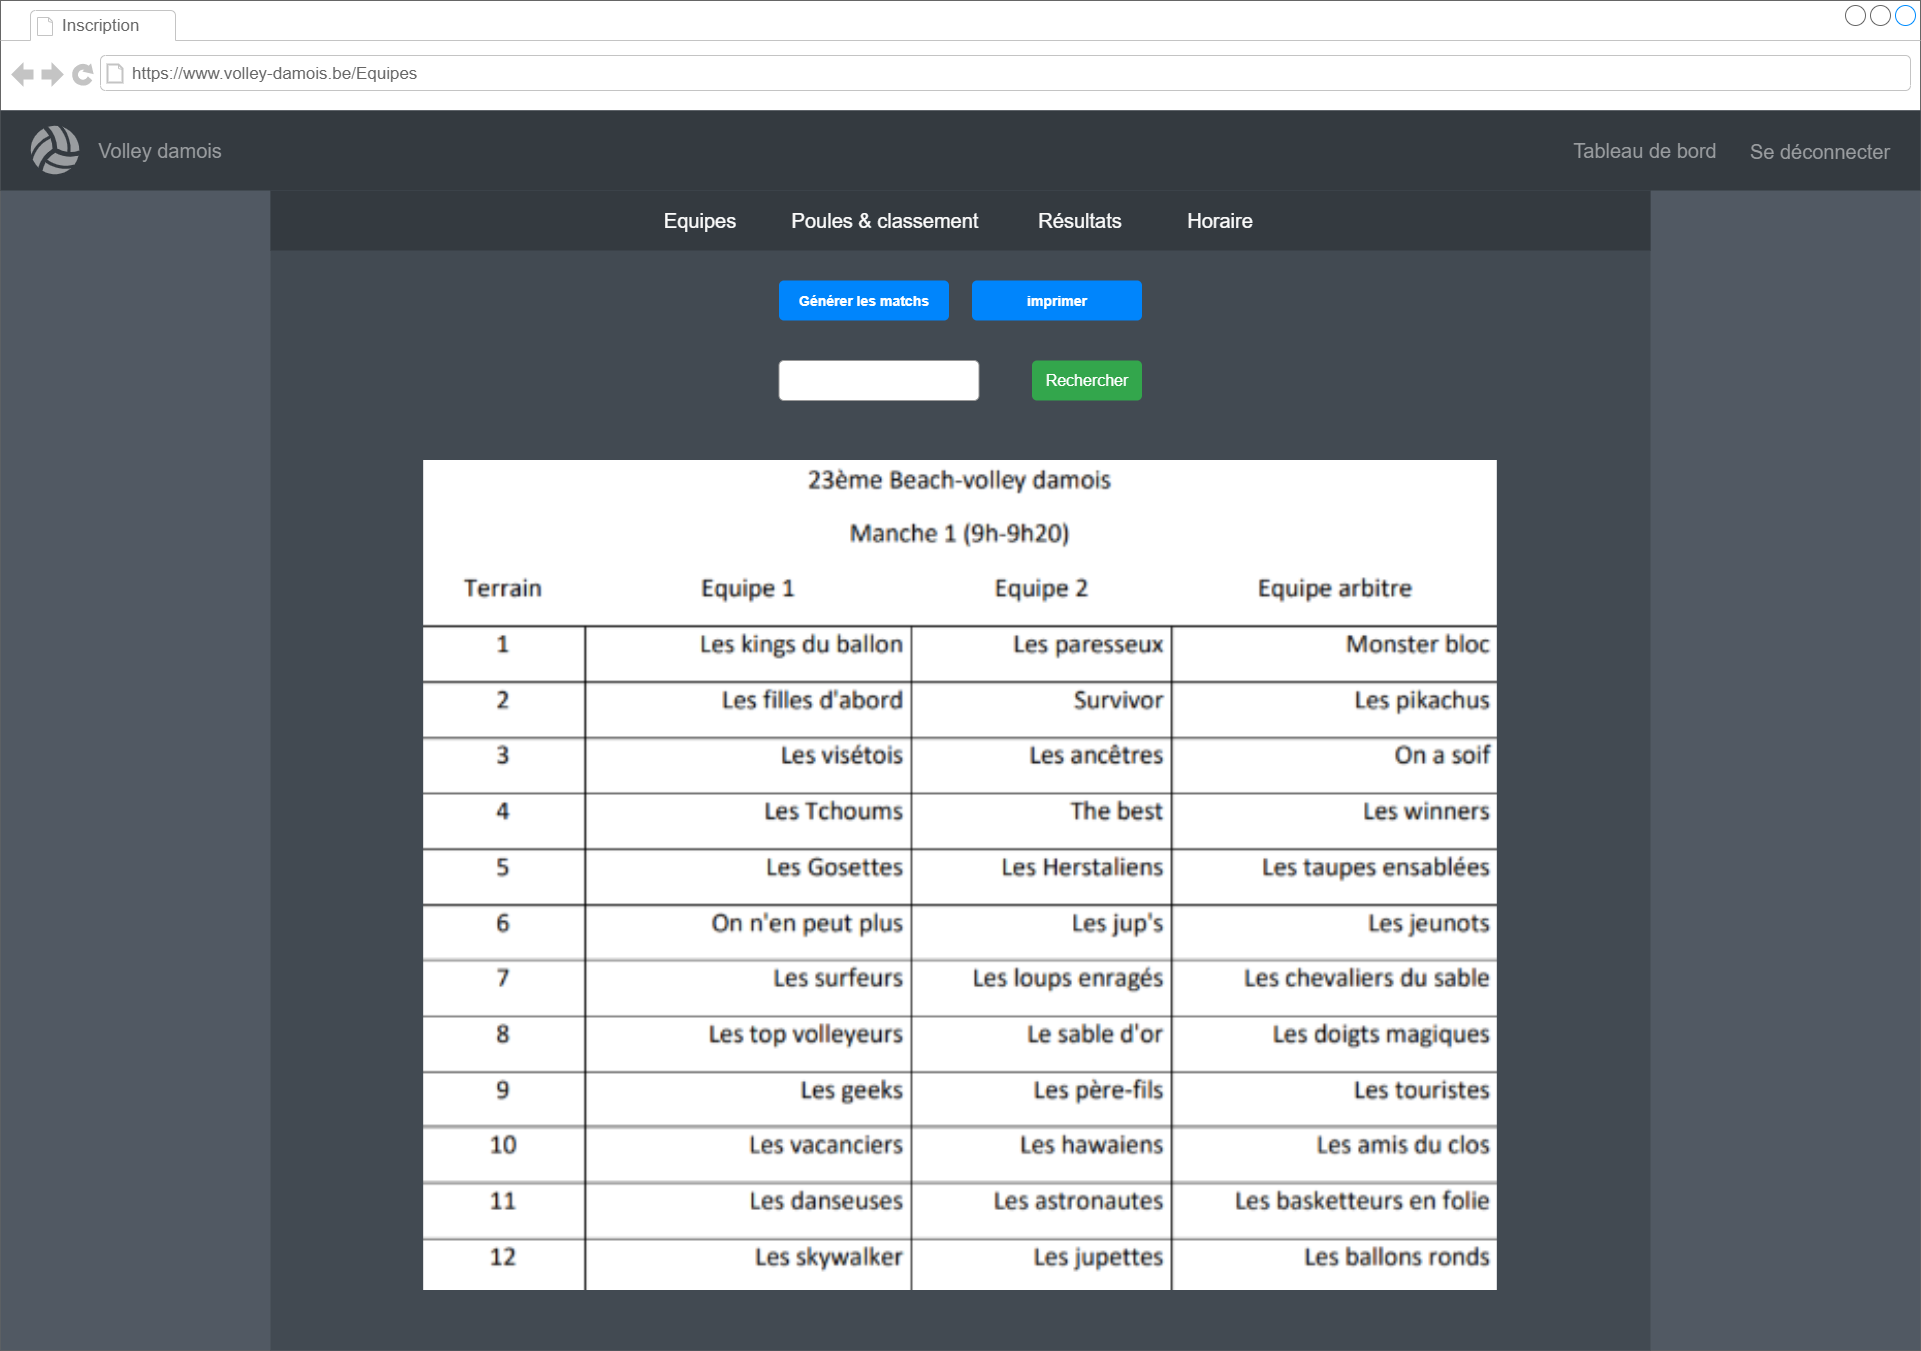 Inscription
https://www.volley-damois.be/Equipes
Volley damois
Tableau de bord
Se déconnecter
Equipes Poules & classement Résultats Horaire
Générer les matchs imprimer
Rechercher
23ème Beach-volley damois
Manche 1 (9h-9h20)
Terrain Equipe 1 Equipe 2 Equipe arbitre
1 Les kings du ballon Les paresseux Monster bloc
2 Les filles d'abord Survivor Les pikachus
3 Les visétois Les ancêtres On a soif
4 Les Tchoums The best Les winners
5 Les Gosettes Les Herstaliens Les taupes ensablées
6 On n'en peut plus Les jup's Les jeunots
7 Les surfeurs Les loups enragés Les chevaliers du sable
8 Les top volleyeurs Le sable d'or Les doigts magiques
9 Les geeks Les père-fils Les touristes
10 Les vacanciers Les hawaiens Les amis du clos
11 Les danseuses Les astronautes Les basketteurs en folie
12 Les skywalker Les jupettes Les ballons ronds